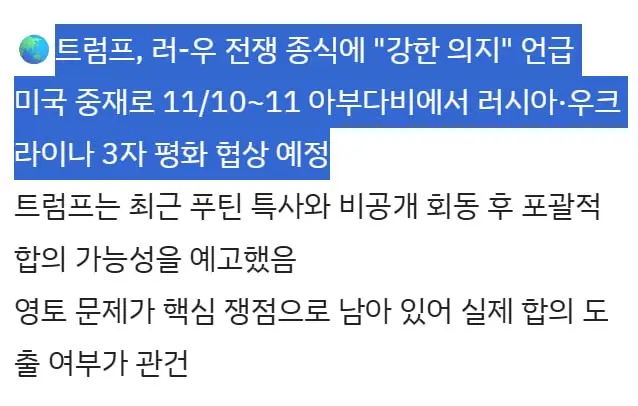 🌏트럼프, 러-우 전쟁 종식에 "강한 의지" 언급
미국 중재로 11/10~11 아부다비에서 러시아·우크
라이나 3자 평화 협상 예정
트럼프는 최근 푸틴 특사와 비공개 회동 후 포괄적
합의 가능성을 예고했음
영토 문제가 핵심 쟁점으로 남아 있어 실제 합의 도
출 여부가 관건